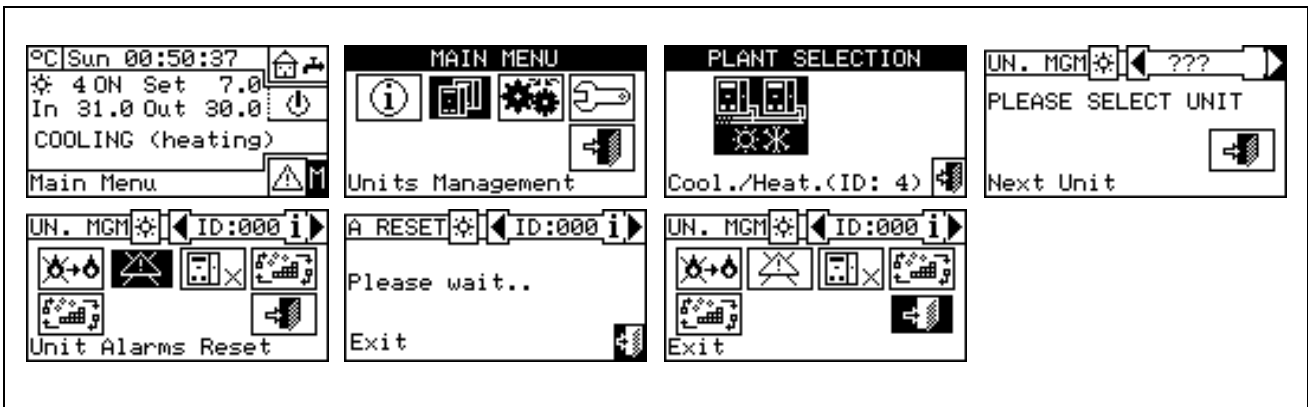 ºC Sun 00:50:37
4 ON Set 7.0
In 31.0 Out 30.0
COOLING (heating)
Main Menu M
MAIN MENU
i
Units Management
PLANT SELECTION
Cool./Heat.(ID: 4)
UN. MGM ???
PLEASE SELECT UNIT
Next Unit
UN. MGM ID:000 i
Unit Alarms Reset
A RESET ID:000 i
Please wait..
Exit
UN. MGM ID:000 i
Exit